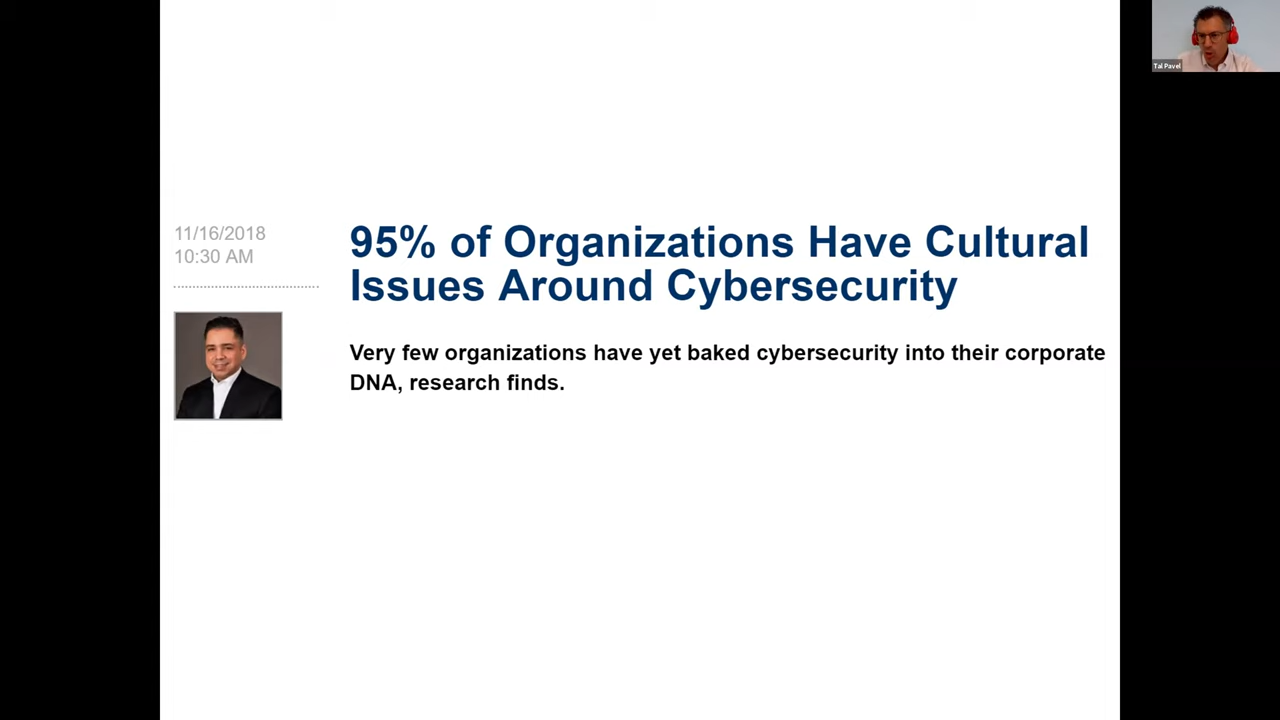 11/16/2018
10:30 AM
95% of Organizations Have Cultural
Issues Around Cybersecurity
Very few organizations have yet baked cybersecurity into their corporate
DNA, research finds.
Tal Pavel